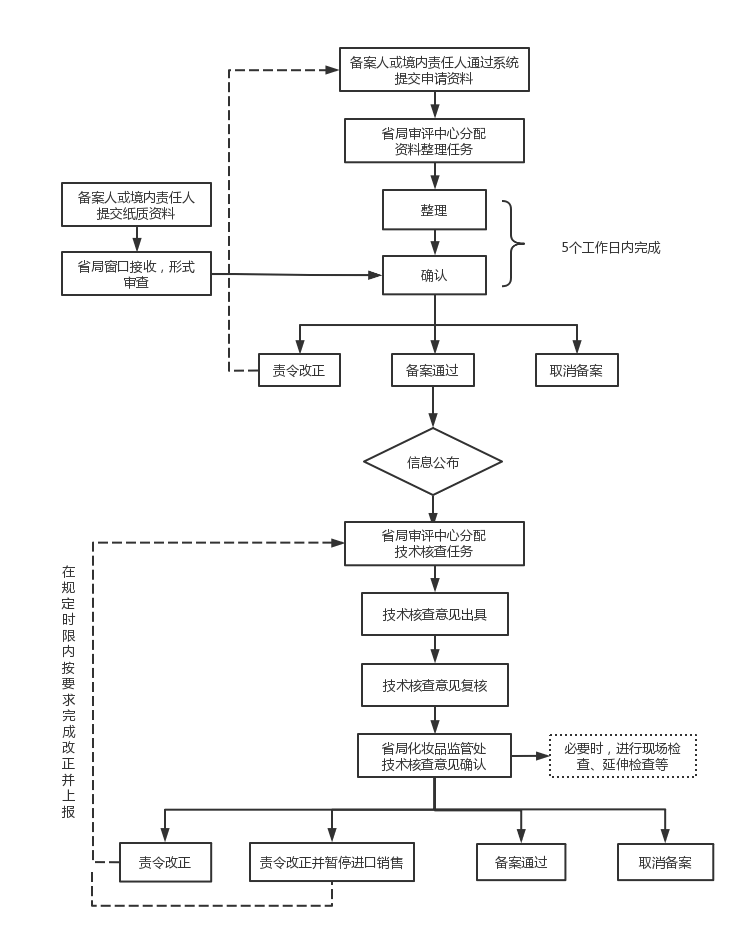 备案人或境内责任人通过系统
提交申请资料
省局审评中心分配
资料整理任务
备案人或境内责任人
提交纸质资料
整理
5个工作日内完成
省局窗口接收，形式
审查
确认
责令改正
备案通过
取消备案
信息公布
省局审评中心分配
技术核查任务
在规定时限内按要求完成改正并上报
技术核查意见出具
技术核查意见复核
省局化妆品监管处
技术核查意见确认
必要时，进行现场检
查、延伸检查等
责令改正
责令改正并暂停进口销售
备案通过
取消备案